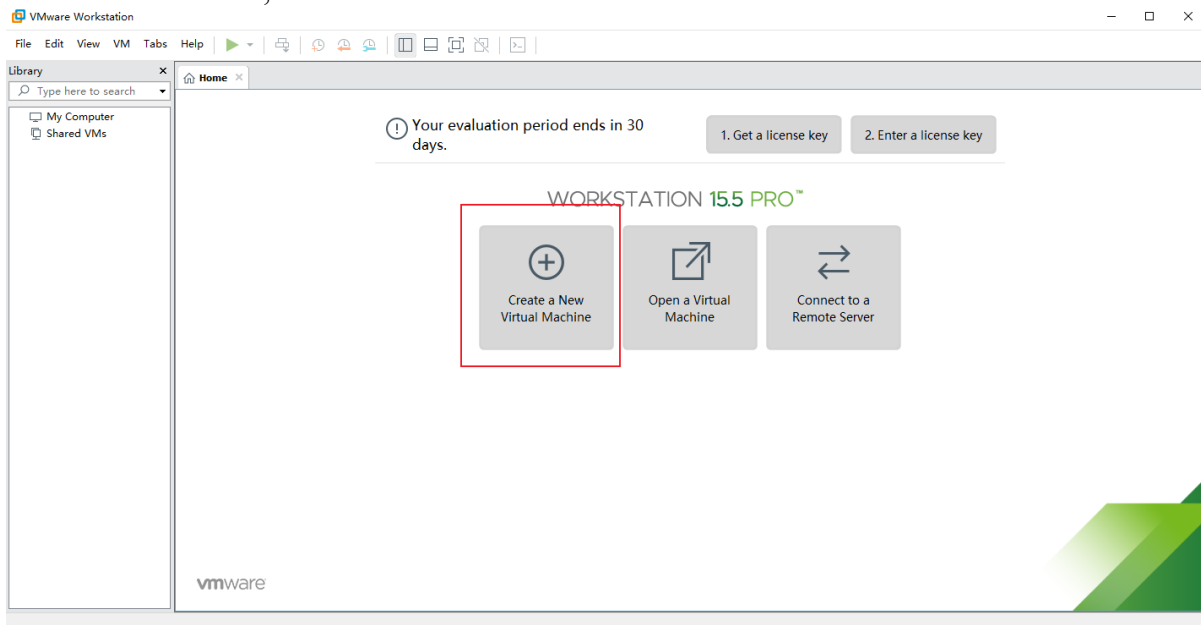 VMware Workstation
File Edit View VM Tabs Help
Library
Home
Type here to search
My Computer
Shared VMs
Your evaluation period ends in 30
days.
1. Get a license key
2. Enter a license key
WORKSTATION 15.5 PRO™
Create a New
Virtual Machine
Open a Virtual
Machine
Connect to a
Remote Server
vmware